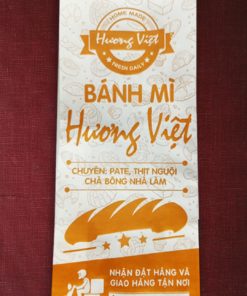 HOME MADE
Hương Việt
FRESH DAILY
BÁNH MÌ
Hương Việt
CHUYÊN: PATE, THỊT NGUỘI
CHẢ BÔNG NHÀ LÀM
NHẬN ĐẶT HÀNG VÀ
GIAO HÀNG TẬN NƠI